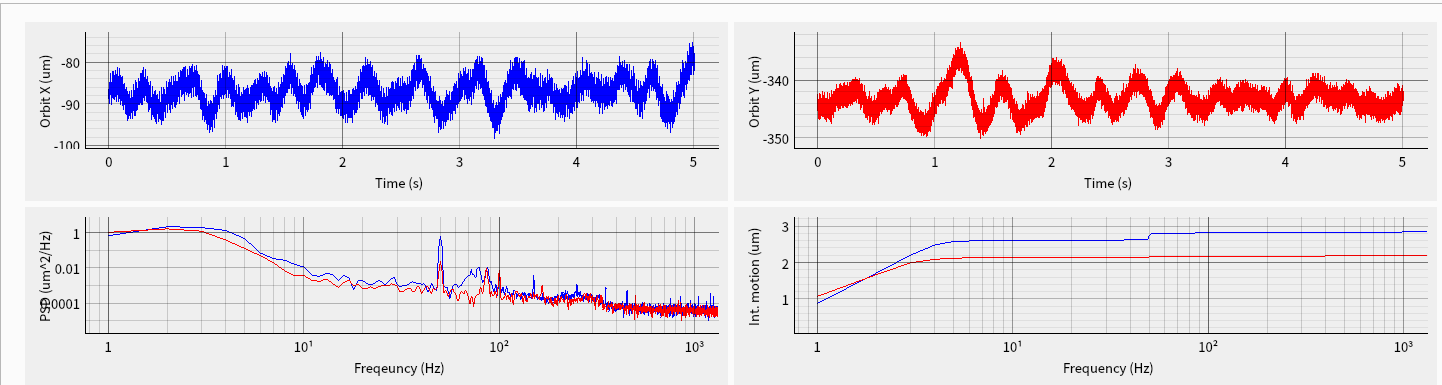 Orbit X (um)
-80
-90
-100
0 1 2 3 4 5
Time (s)
Orbit Y (um)
-340
-350
0 1 2 3 4 5
Time (s)
PSD (um^2/Hz)
1
0.01
0.0001
1 10¹ 10² 10³
Freqeuncy (Hz)
Int. motion (um)
3
2
1
1 10¹ 10² 10³
Frequency (Hz)